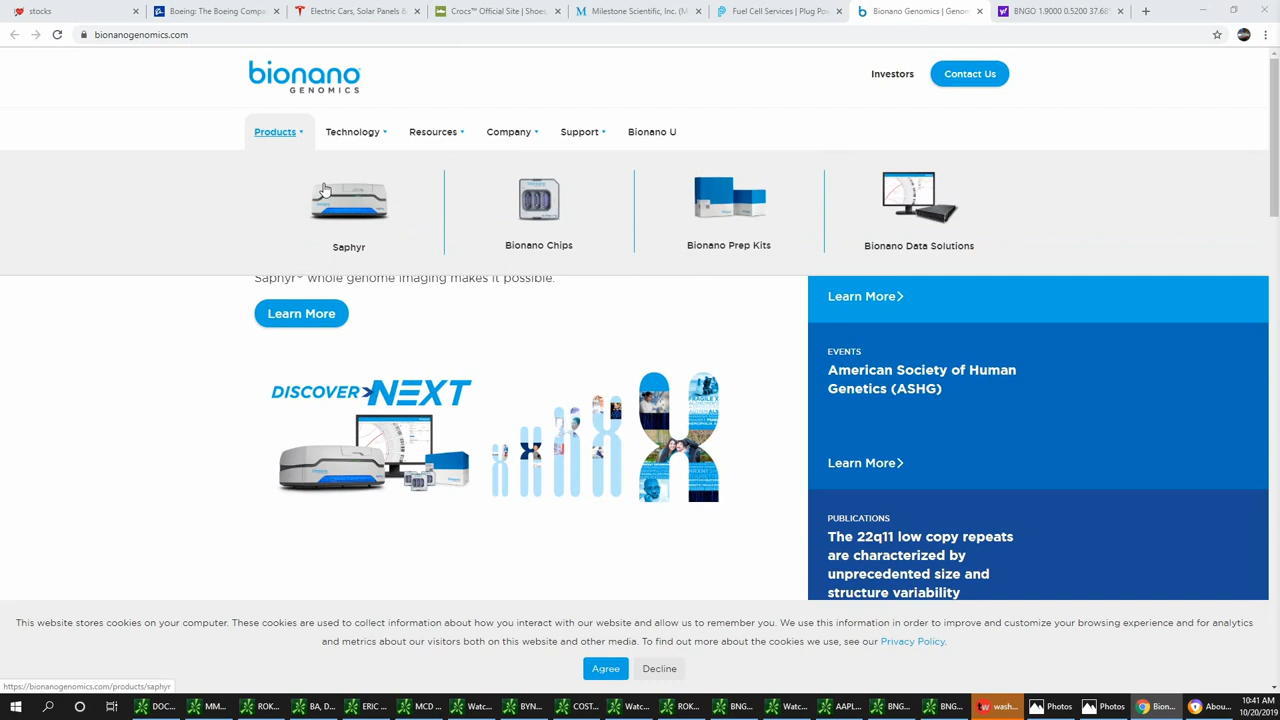 stocks
Boeing: The Boeing Comp
Electric Cars, Solar Panels &
Crocs™ Official Site | Shoes,
Milestone Scientific, Inc. (M
Fuel Cell Services | Plug Pow
Bionano Genomics | Genom
BNGO 1.9000 0.5200 37.68
bionanogenomics.com
bionano
GENOMICS
Investors
Contact Us
Products
Technology
Resources
Company
Support
Bionano U
Saphyr
Bionano Chips
Bionano Prep Kits
Bionano Data Solutions
Saphyr® whole genome imaging makes it possible.
Learn More
DISCOVER NEXT
FRAGILE X
Learn More
EVENTS
American Society of Human
Genetics (ASHG)
Learn More
PUBLICATIONS
The 22q11 low copy repeats
are characterized by
unprecedented size and
structure variability
This website stores cookies on your computer. These cookies are used to collect information about how you interact with our website and allow us to remember you. We use this information in order to improve and customize your browsing experience and for analytics
and metrics about our visitors both on this website and other media. To find out more about the cookies we use, see our Privacy Policy.
Agree
Decline
https://bionanogenomics.com/products/saphyr
DOC...
MM...
ROK...
BA, D...
ERIC ...
MCD ...
Watc...
BYN...
COST...
Watc...
ROK...
BNG...
Watc...
AAPL...
BNG...
BNG...
wash...
Photos
Photos
Bion...
Abou...
10:41 AM
10/20/2019